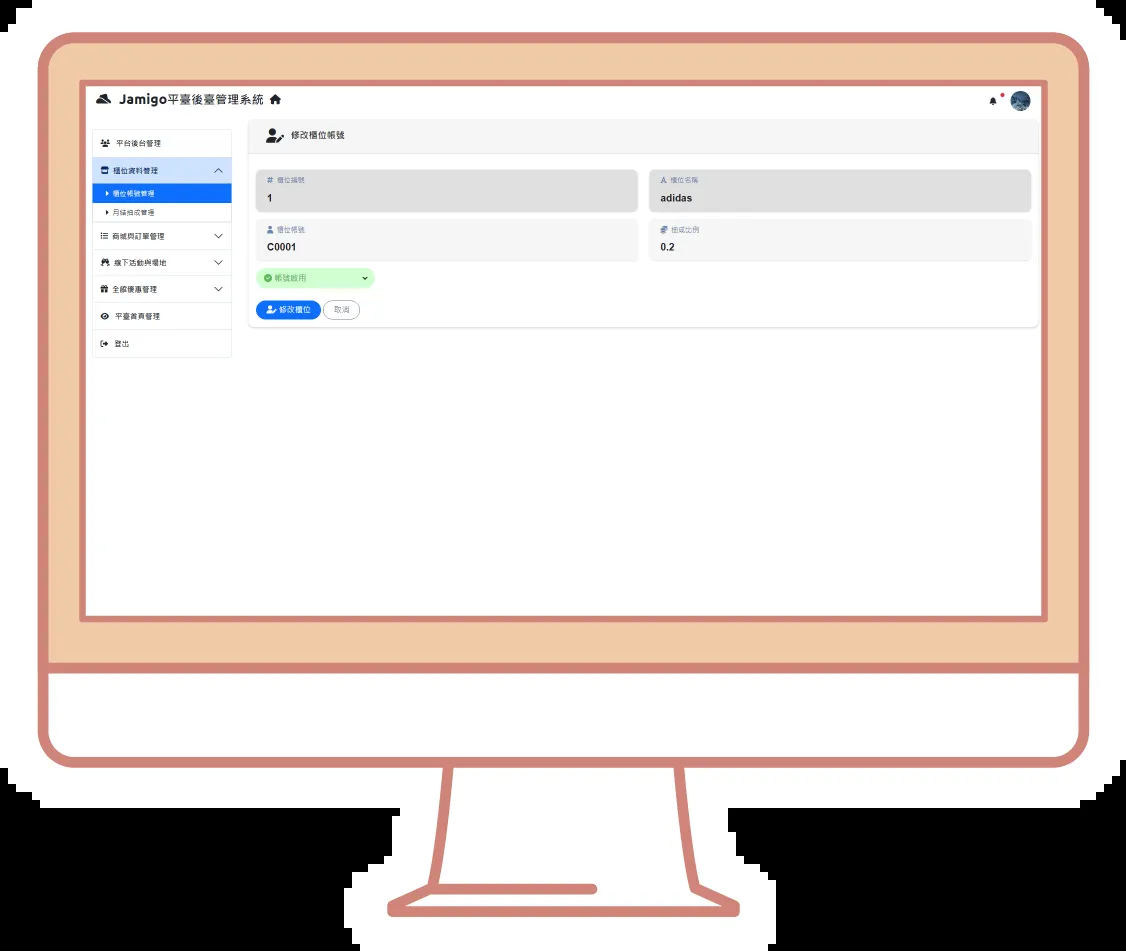 Jamigo平臺後臺管理系統
平台後台管理
櫃位資料管理
櫃位帳號管理
月結抽成管理
商城與訂單管理
線下活動與場地
全館優惠管理
平臺首頁管理
登出
修改櫃位帳號
櫃位編號
1
櫃位名稱
adidas
櫃位帳號
C0001
抽成比例
0.2
帳號啟用
修改櫃位
取消